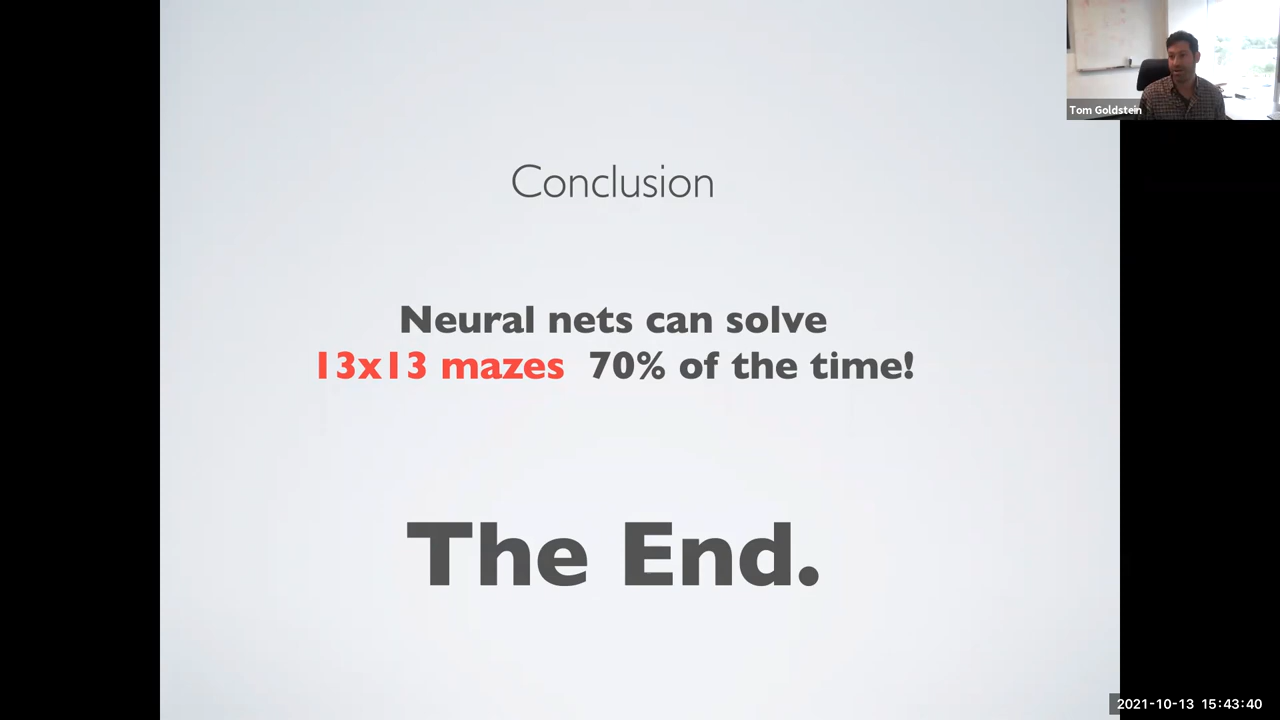 Tom Goldstein
Conclusion
Neural nets can solve
13x13 mazes 70% of the time!
The End.
2021-10-13 15:43:40